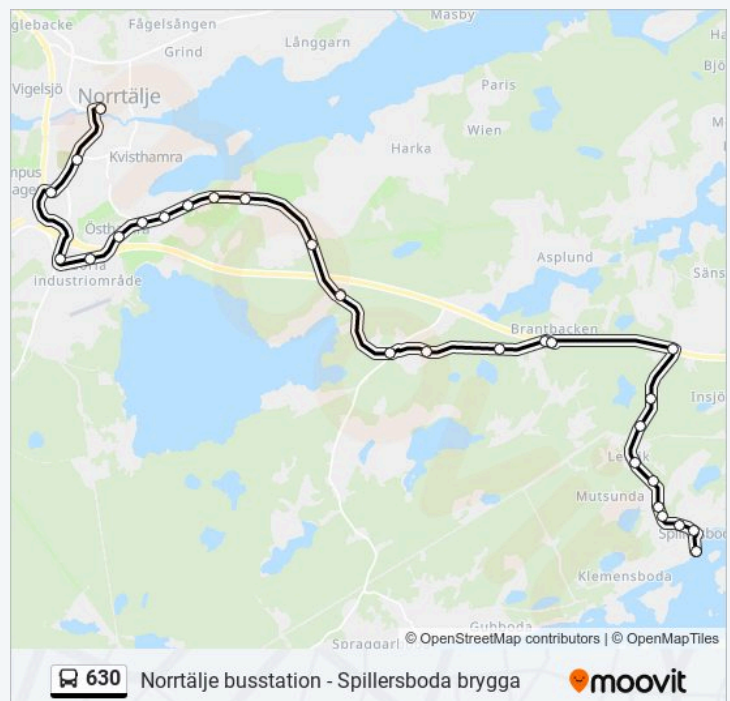 glebacke
Fågelsången
Masby
Grind
Långgarn
Vigelsjö
Paris
Norrtälje
Wien
Kvisthamra
Harka
Asplund
Industriområde
Brantbacken
Mutsunda
Klemensboda
Gubboda
© OpenStreetMap contributors | © OpenMapTiles
630 Norrtälje busstation - Spillersboda brygga
moovit